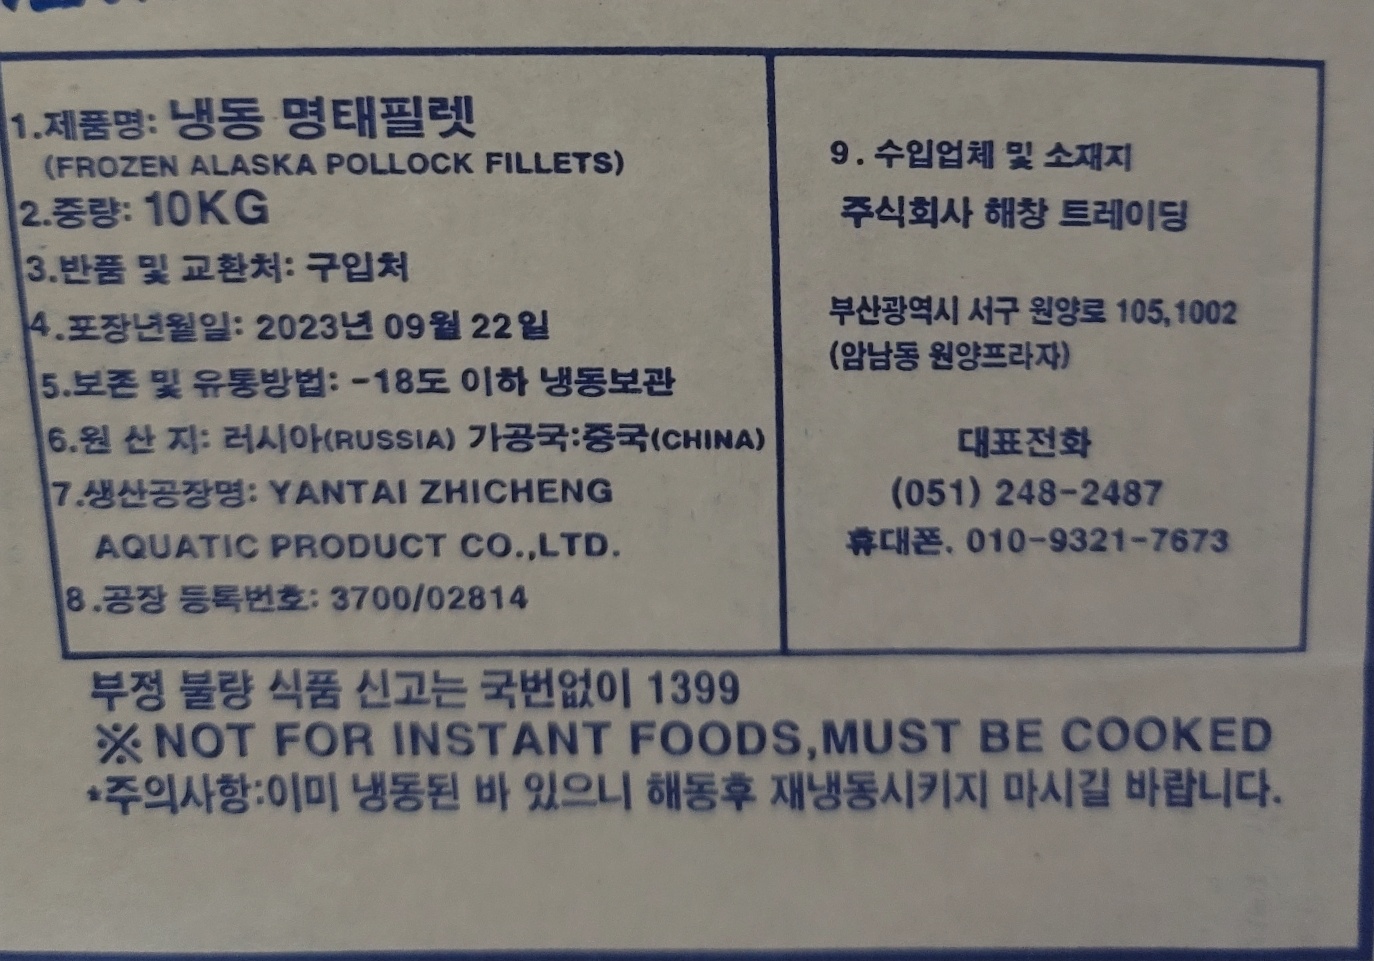 1.제품명: 냉동 명태필렛
(FROZEN ALASKA POLLOCK FILLETS)
2.중량: 10KG
3.반품 및 교환처: 구입처
4.포장년월일: 2023년 09월 22일
5.보존 및 유통방법: -18도 이하 냉동보관
6.원 산 지: 러시아(RUSSIA) 가공국:중국(CHINA)
7.생산공장명: YANTAI ZHICHENG
AQUATIC PRODUCT CO.,LTD.
8.공장 등록번호: 3700/02814
9. 수입업체 및 소재지
주식회사 해창 트레이딩
부산광역시 서구 원양로 105,1002
(암남동 원양프라자)
대표전화
(051) 248-2487
휴대폰. 010-9321-7673
부정 불량 식품 신고는 국번없이 1399
※NOT FOR INSTANT FOODS,MUST BE COOKED
*주의사항:이미 냉동된 바 있으니 해동후 재냉동시키지 마시길 바랍니다.